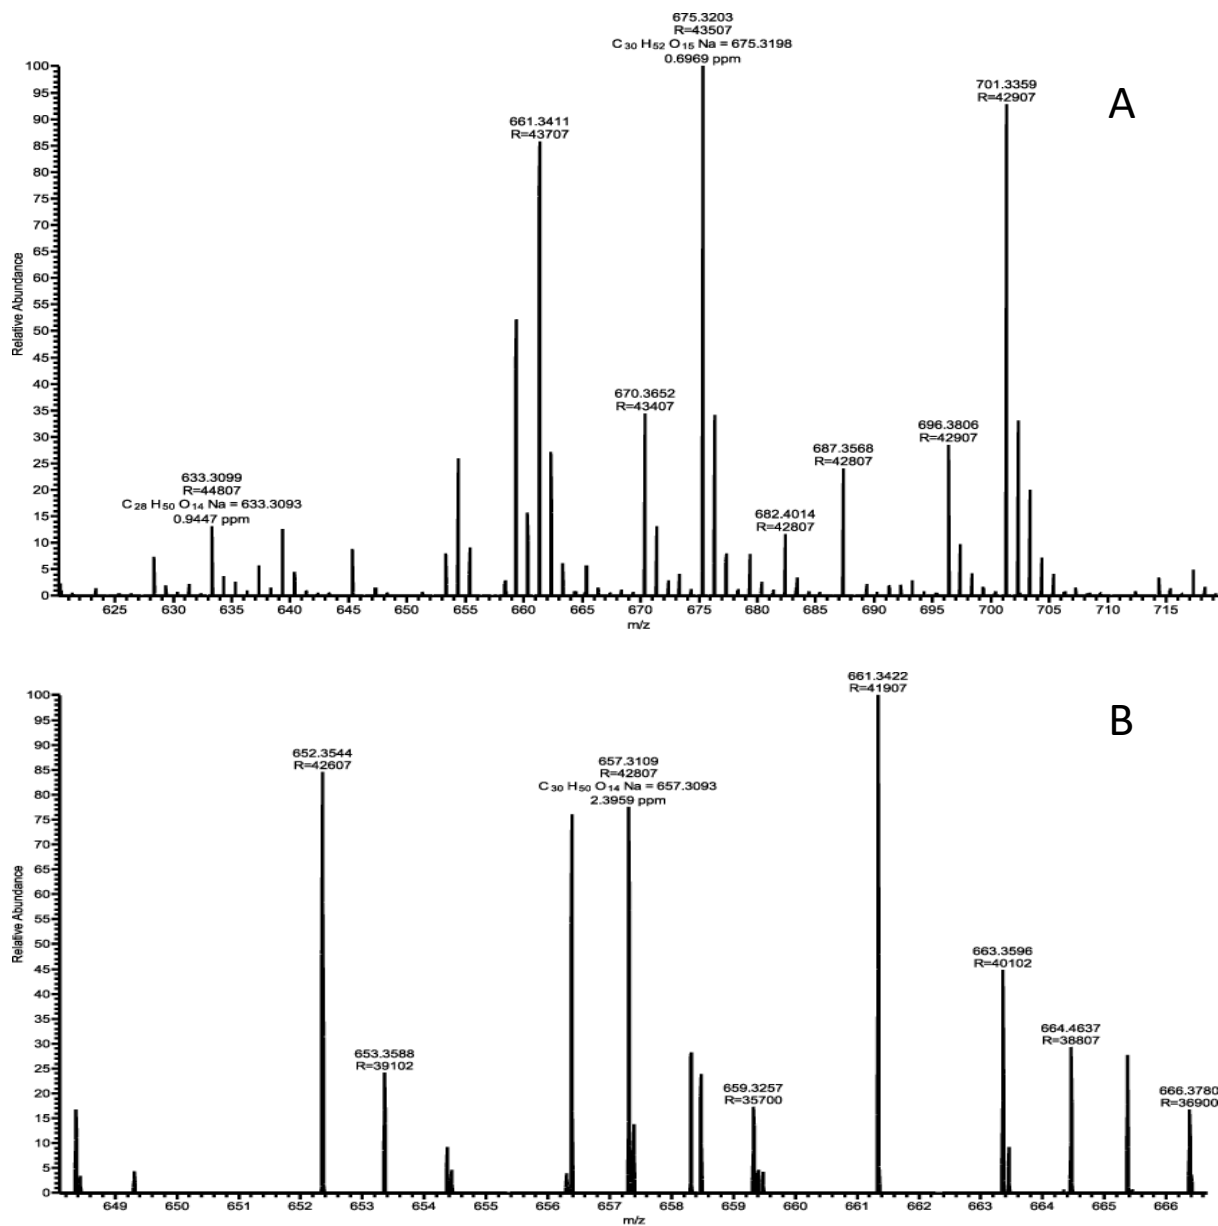 675.3203
R=43507
C30 H52 O15 Na = 675.3198
0.6969 ppm
A
701.3359
R=42907
661.3411
R=43707
670.3652
R=43407
696.3806
R=42907
687.3568
R=42807
682.4014
R=42807
633.3099
R=44807
C28 H50 O14 Na = 633.3093
0.9447 ppm
Relative Abundance
100
95
90
85
80
75
70
65
60
55
50
45
40
35
30
25
20
15
10
5
0
625 630 635 640 645 650 655 660 665 670 675 680 685 690 695 700 705 710 715
m/z
661.3422
R=41907
B
652.3544
R=42607
657.3109
R=42807
C30 H50 O14 Na = 657.3093
2.3959 ppm
663.3596
R=40102
664.4637
R=38807
653.3588
R=39102
659.3257
R=35700
666.3780
R=36900
Relative Abundance
100
95
90
85
80
75
70
65
60
55
50
45
40
35
30
25
20
15
10
5
0
649 650 651 652 653 654 655 656 657 658 659 660 661 662 663 664 665 666
m/z